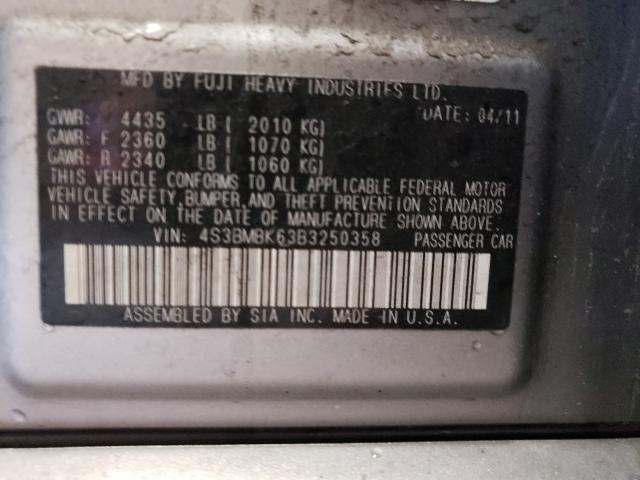 MFD BY FUJI HEAVY INDUSTRIES LTD.
DATE: 04/11
GVWR: 4435 LB ( 2010 KG)
GAWR: F 2360 LB ( 1070 KG)
GAWR: R 2340 LB ( 1060 KG)
THIS VEHICLE CONFORMS TO ALL APPLICABLE FEDERAL MOTOR
VEHICLE SAFETY, BUMPER, AND THEFT PREVENTION STANDARDS
IN EFFECT ON THE DATE OF MANUFACTURE SHOWN ABOVE.
VIN: 4S3BMBK63B3250358 PASSENGER CAR
ASSEMBLED BY SIA INC. MADE IN U.S.A.